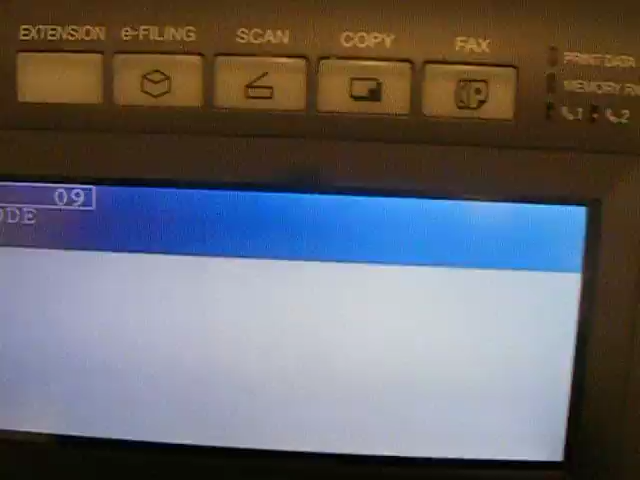 EXTENSION e-FILING SCAN COPY FAX
PRINT DATA
MEMORY RX
1 2
09
ODE